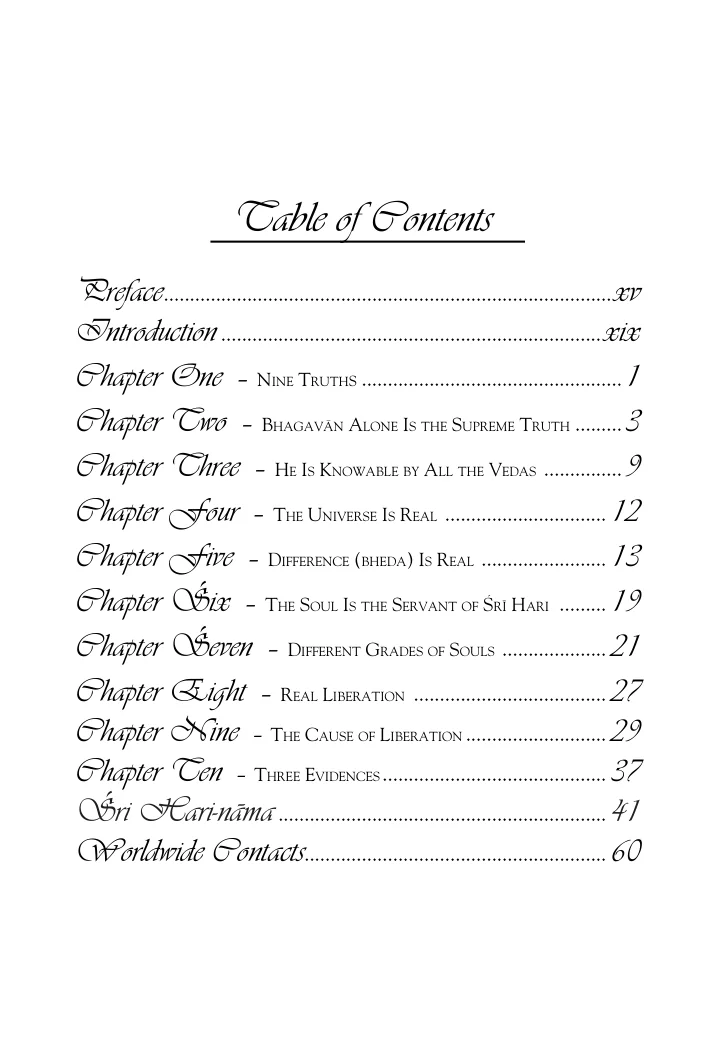 Table of Contents
Preface........................................................................................xv
Introduction ..........................................................................xix
Chapter One – Nine Truths .................................................. 1
Chapter Two – Bhagavān Alone Is the Supreme Truth .........3
Chapter Three – He Is Knowable by All the Vedas ...............9
Chapter Four – The Universe Is Real ............................... 12
Chapter Five – Difference (bheda) Is Real ........................ 13
Chapter Śix – The Soul Is the Servant of Śrī Hari ......... 19
Chapter Śeven – Different Grades of Souls ....................21
Chapter Eight – Real Liberation .....................................27
Chapter Nine – The Cause of Liberation ...........................29
Chapter Ten – Three Evidences........................................... 37
Śri Hari-nāma ................................................................ 41
Worldwide Contacts........................................................... 60